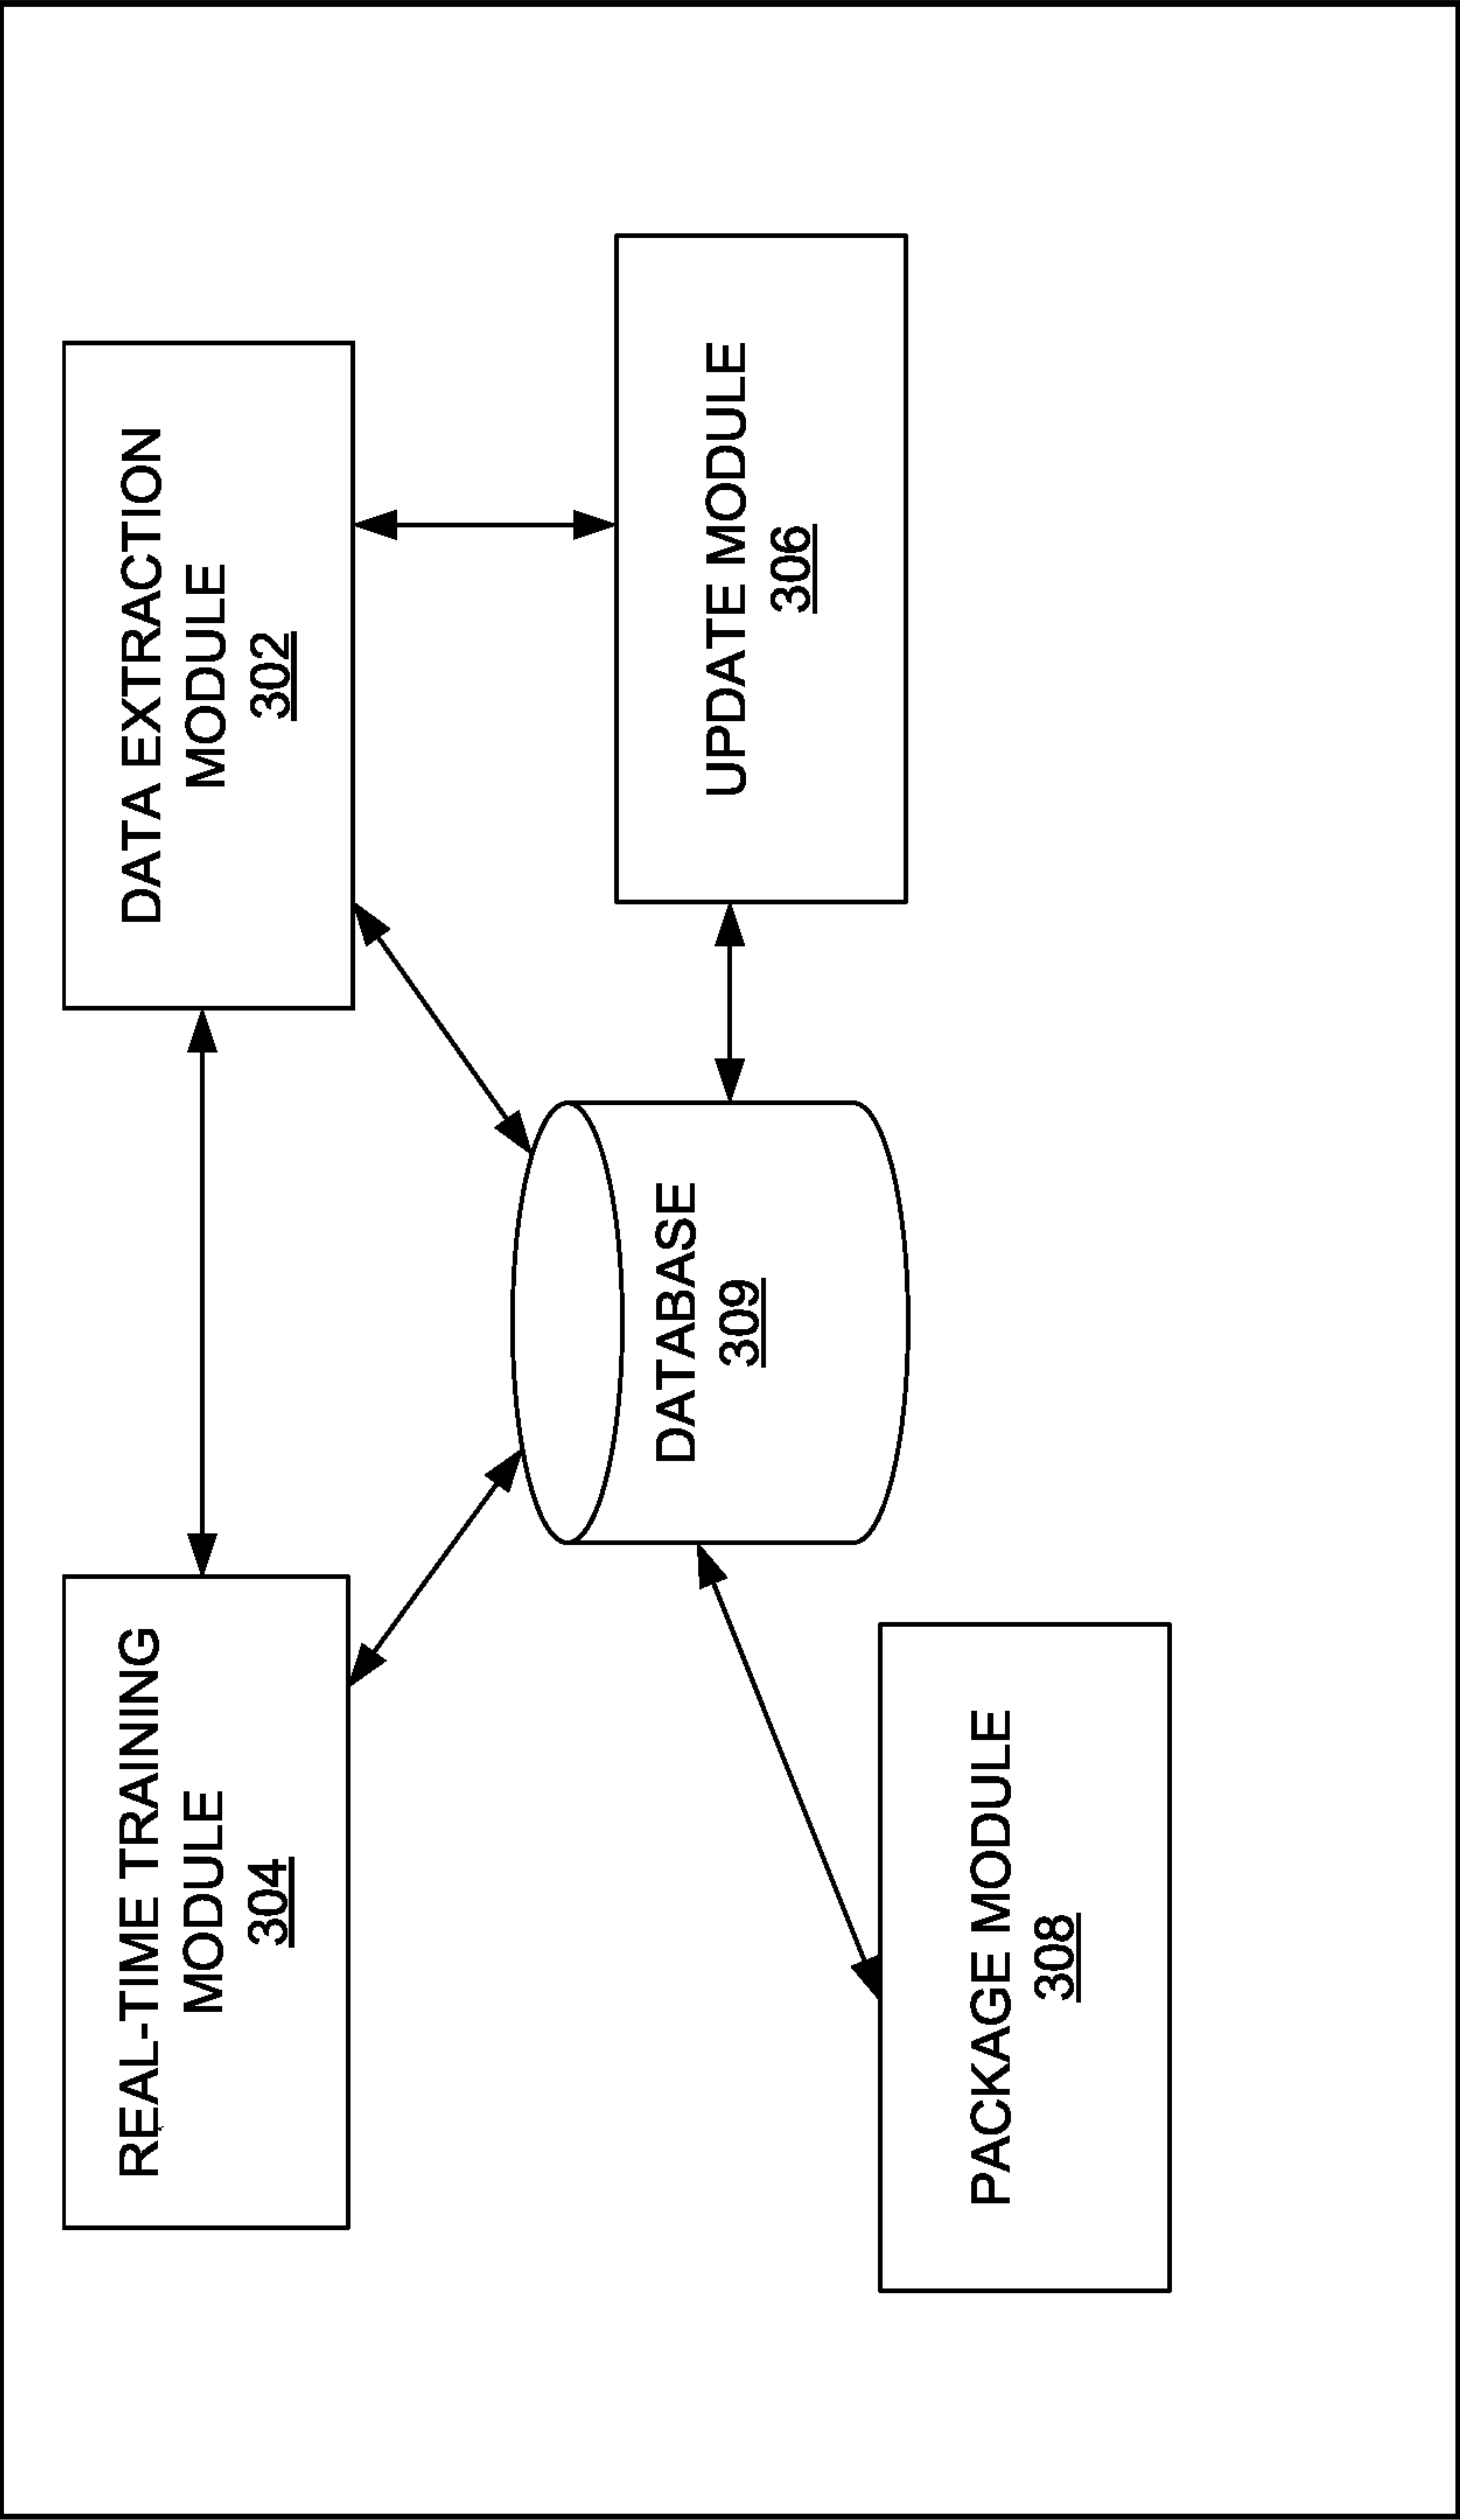 REAL-TIME TRAINING
MODULE
304
DATA EXTRACTION
MODULE
302
DATABASE
309
UPDATE MODULE
306
PACKAGE MODULE
308